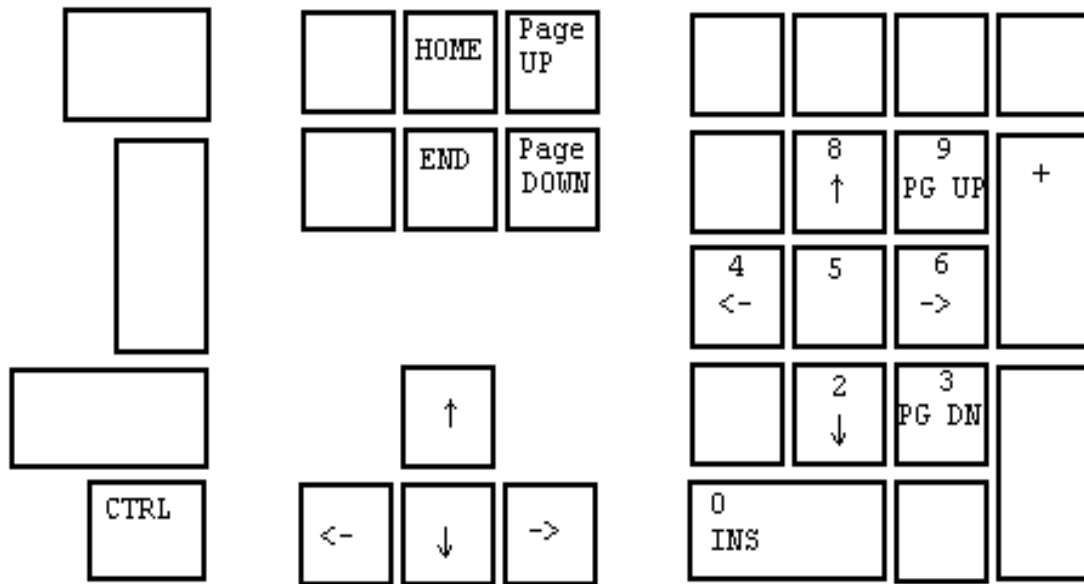 HOME
Page
UP
END
Page
DOWN
8
↑
9
PG UP
+
4
<-
5
6
->
2
↓
3
PG DN
↑
CTRL
<-
↓
->
0
INS